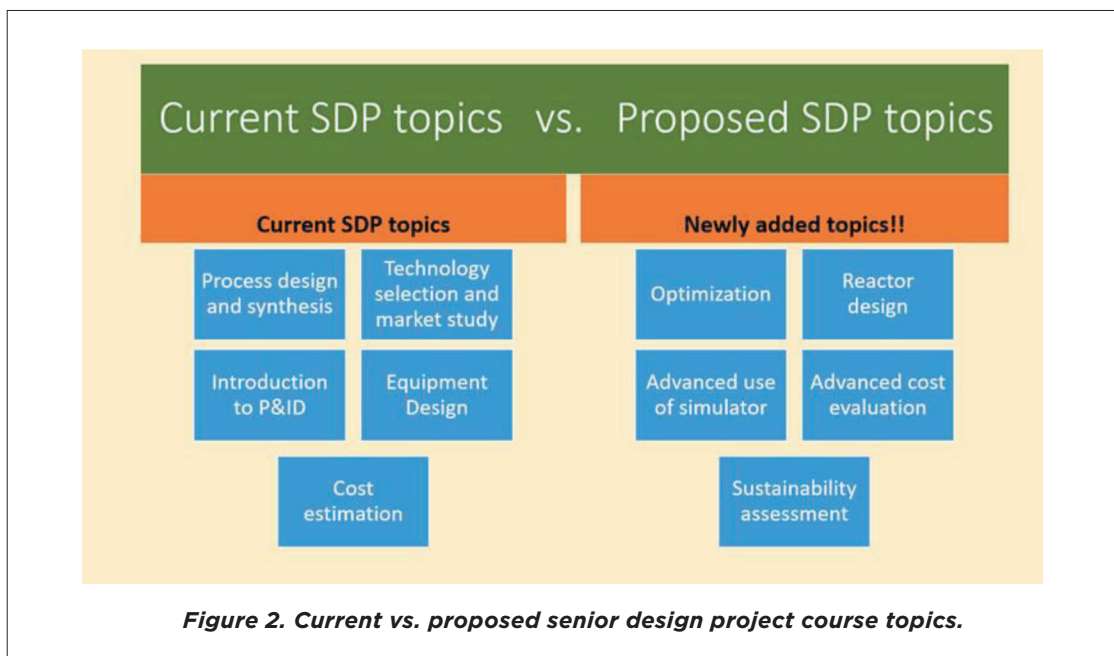 Current SDP topics vs. Proposed SDP topics
Current SDP topics
Newly added topics!!
Process design
and synthesis
Technology
selection and
market study
Optimization
Reactor
design
Introduction
to P&ID
Equipment
Design
Advanced use
of simulator
Advanced cost
evaluation
Cost
estimation
Sustainability
assessment
Figure 2. Current vs. proposed senior design project course topics.